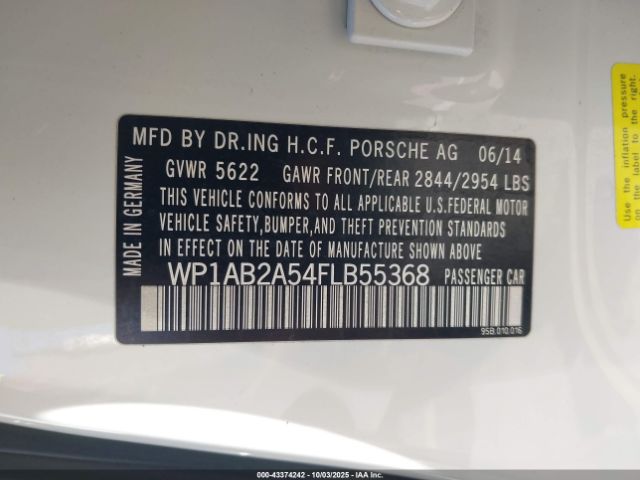 MFD BY DR.ING H.C.F. PORSCHE AG 06/14
GVWR 5622 GAWR FRONT/REAR 2844/2954 LBS
THIS VEHICLE CONFORMS TO ALL APPLICABLE U.S.FEDERAL MOTOR
VEHICLE SAFETY,BUMPER,AND THEFT PREVENTION STANDARDS
IN EFFECT ON THE DATE OF MANUFACTURE SHOWN ABOVE.
WP1AB2A54FLB55368 PASSENGER CAR
95B.010.016
MADE IN GERMANY
Use the inflation pressure
to the right.
000-43374242 - 10/03/2025 - IAA Inc.